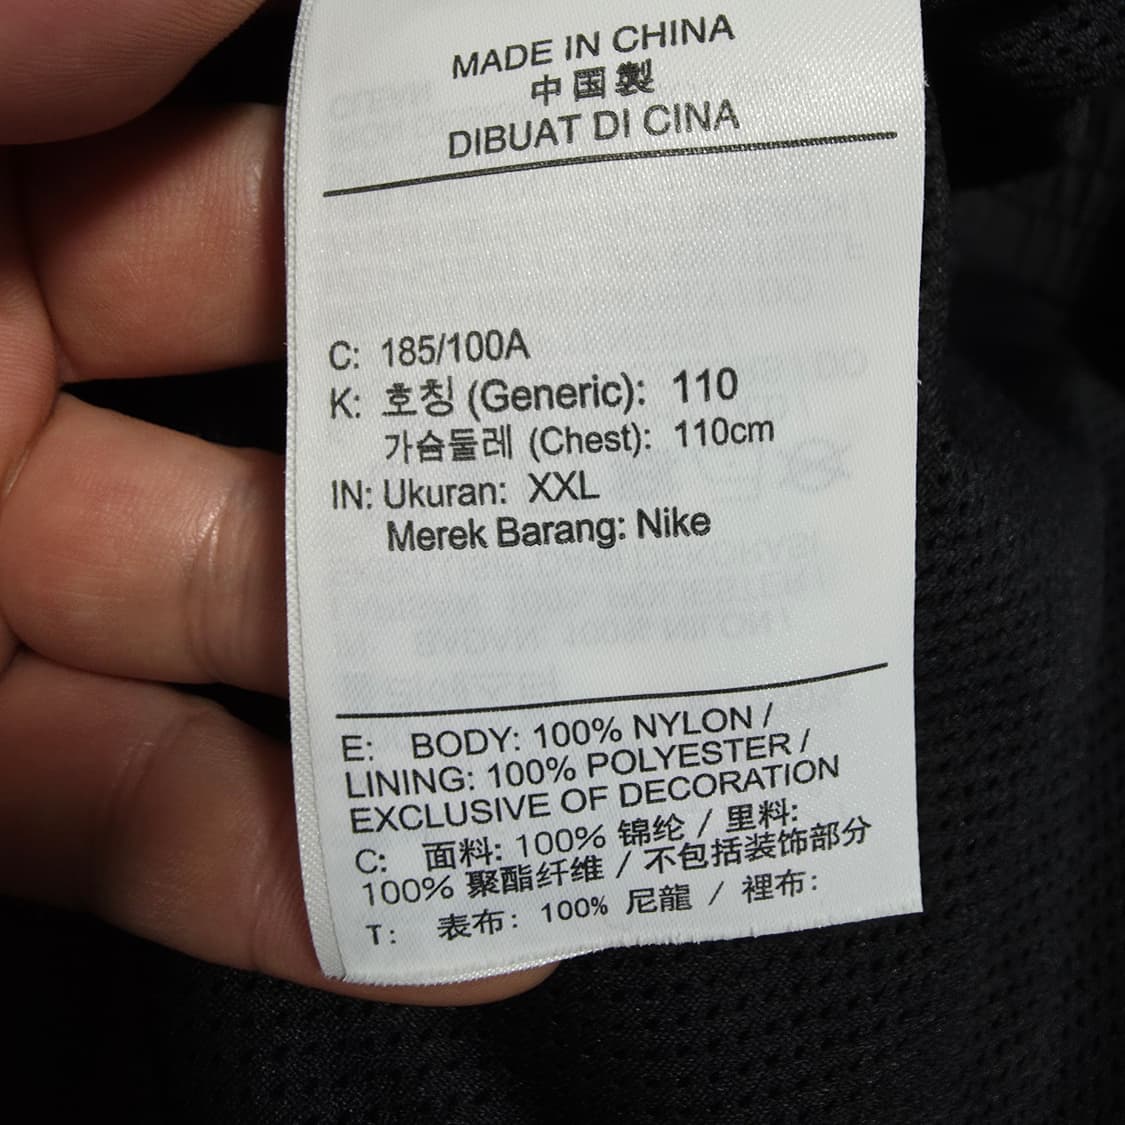 MADE IN CHINA
中国製
DIBUAT DI CINA
C: 185/100A
K: 호칭 (Generic): 110
가슴둘레 (Chest): 110cm
IN: Ukuran: XXL
Merek Barang: Nike
E: BODY: 100% NYLON /
LINING: 100% POLYESTER /
EXCLUSIVE OF DECORATION
C: 面料: 100% 锦纶 / 里料:
100% 聚酯纤维 / 不包括装饰部分
T: 表布: 100% 尼龍 / 裡布: